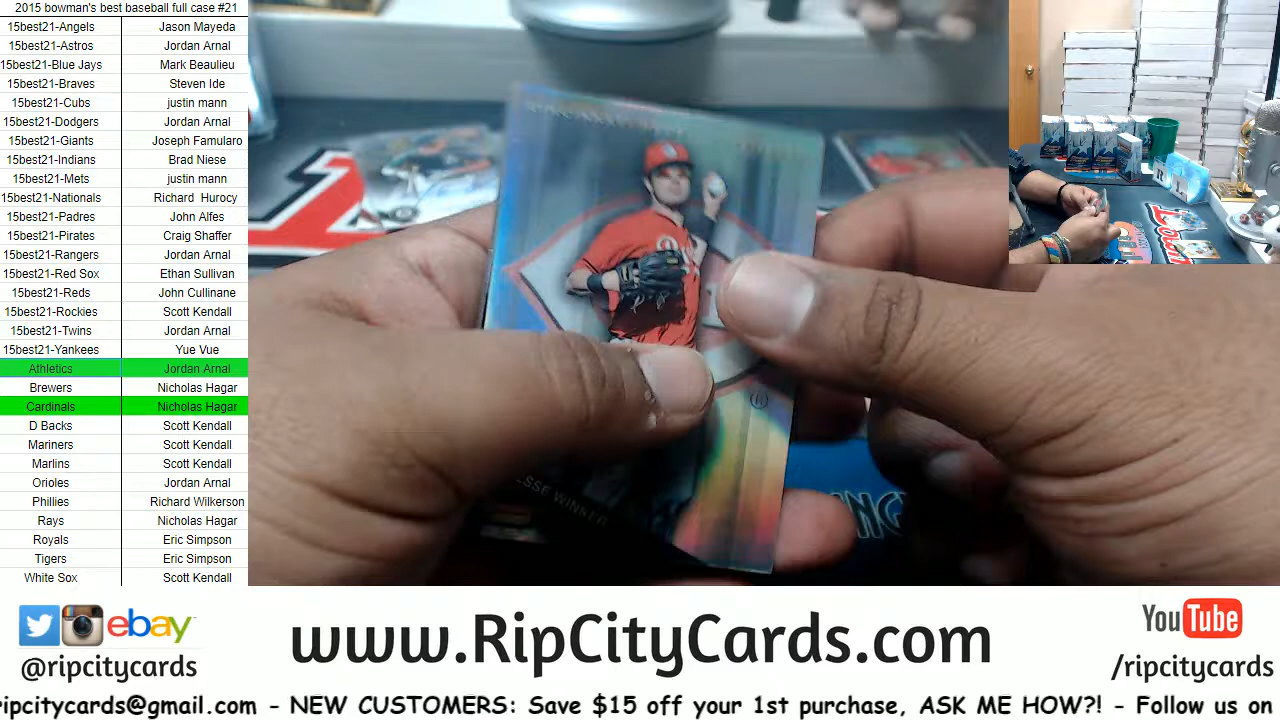 2015 bowman's best baseball full case #21
15best21-Angels Jason Mayeda
15best21-Astros Jordan Arnal
15best21-Blue Jays Mark Beaulieu
15best21-Braves Steven Ide
15best21-Cubs justin mann
15best21-Dodgers Jordan Arnal
15best21-Giants Joseph Famularo
15best21-Indians Brad Niese
15best21-Mets justin mann
15best21-Nationals Richard Hurocy
15best21-Padres John Alfes
15best21-Pirates Craig Shaffer
15best21-Rangers Jordan Arnal
15best21-Red Sox Ethan Sullivan
15best21-Reds John Cullinane
15best21-Rockies Scott Kendall
15best21-Twins Jordan Arnal
15best21-Yankees Yue Vue
Athletics Jordan Arnal
Brewers Nicholas Hagar
Cardinals Nicholas Hagar
D Backs Scott Kendall
Mariners Scott Kendall
Marlins Scott Kendall
Orioles Jordan Arnal
Phillies Richard Wilkerson
Rays Nicholas Hagar
Royals Eric Simpson
Tigers Eric Simpson
White Sox Scott Kendall
ESSE WINKER
ebay
@ripcitycards
www.RipCityCards.com
YouTube
/ripcitycards
ripcitycards@gmail.com - NEW CUSTOMERS: Save $15 off your 1st purchase, ASK ME HOW?! - Follow us on